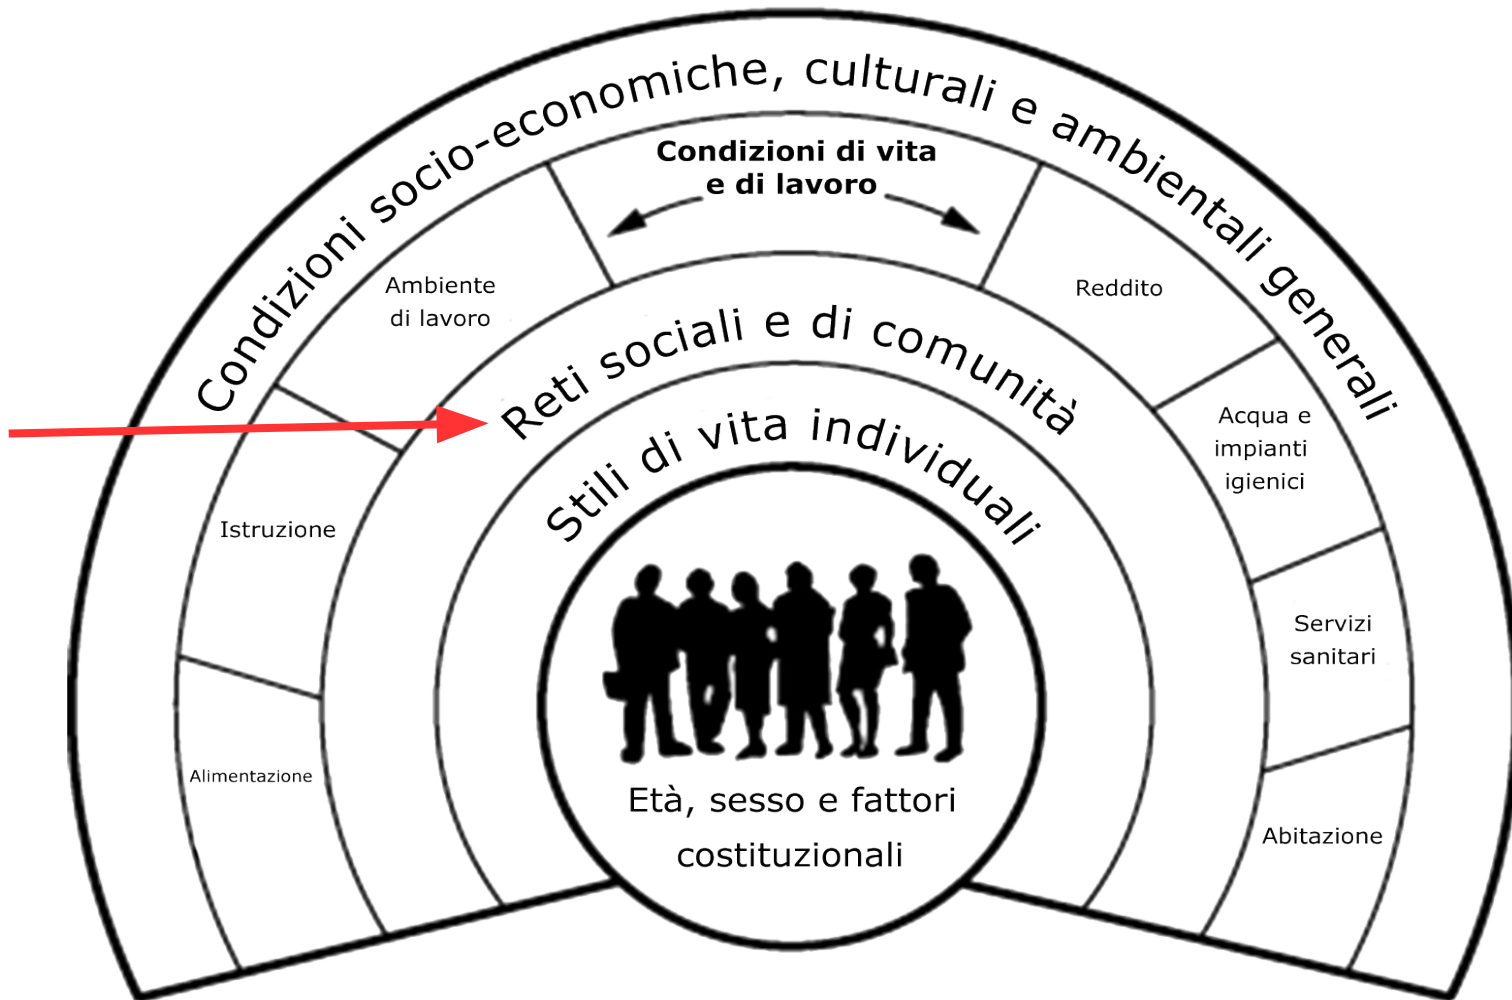 Condizioni socio-economiche, culturali e ambientali generali
Condizioni di vita
e di lavoro
Ambiente
di lavoro
Reddito
Reti sociali e di comunità
Acqua e
impianti
igienici
Stili di vita individuali
Istruzione
Servizi
sanitari
Alimentazione
Età, sesso e fattori
costituzionali
Abitazione